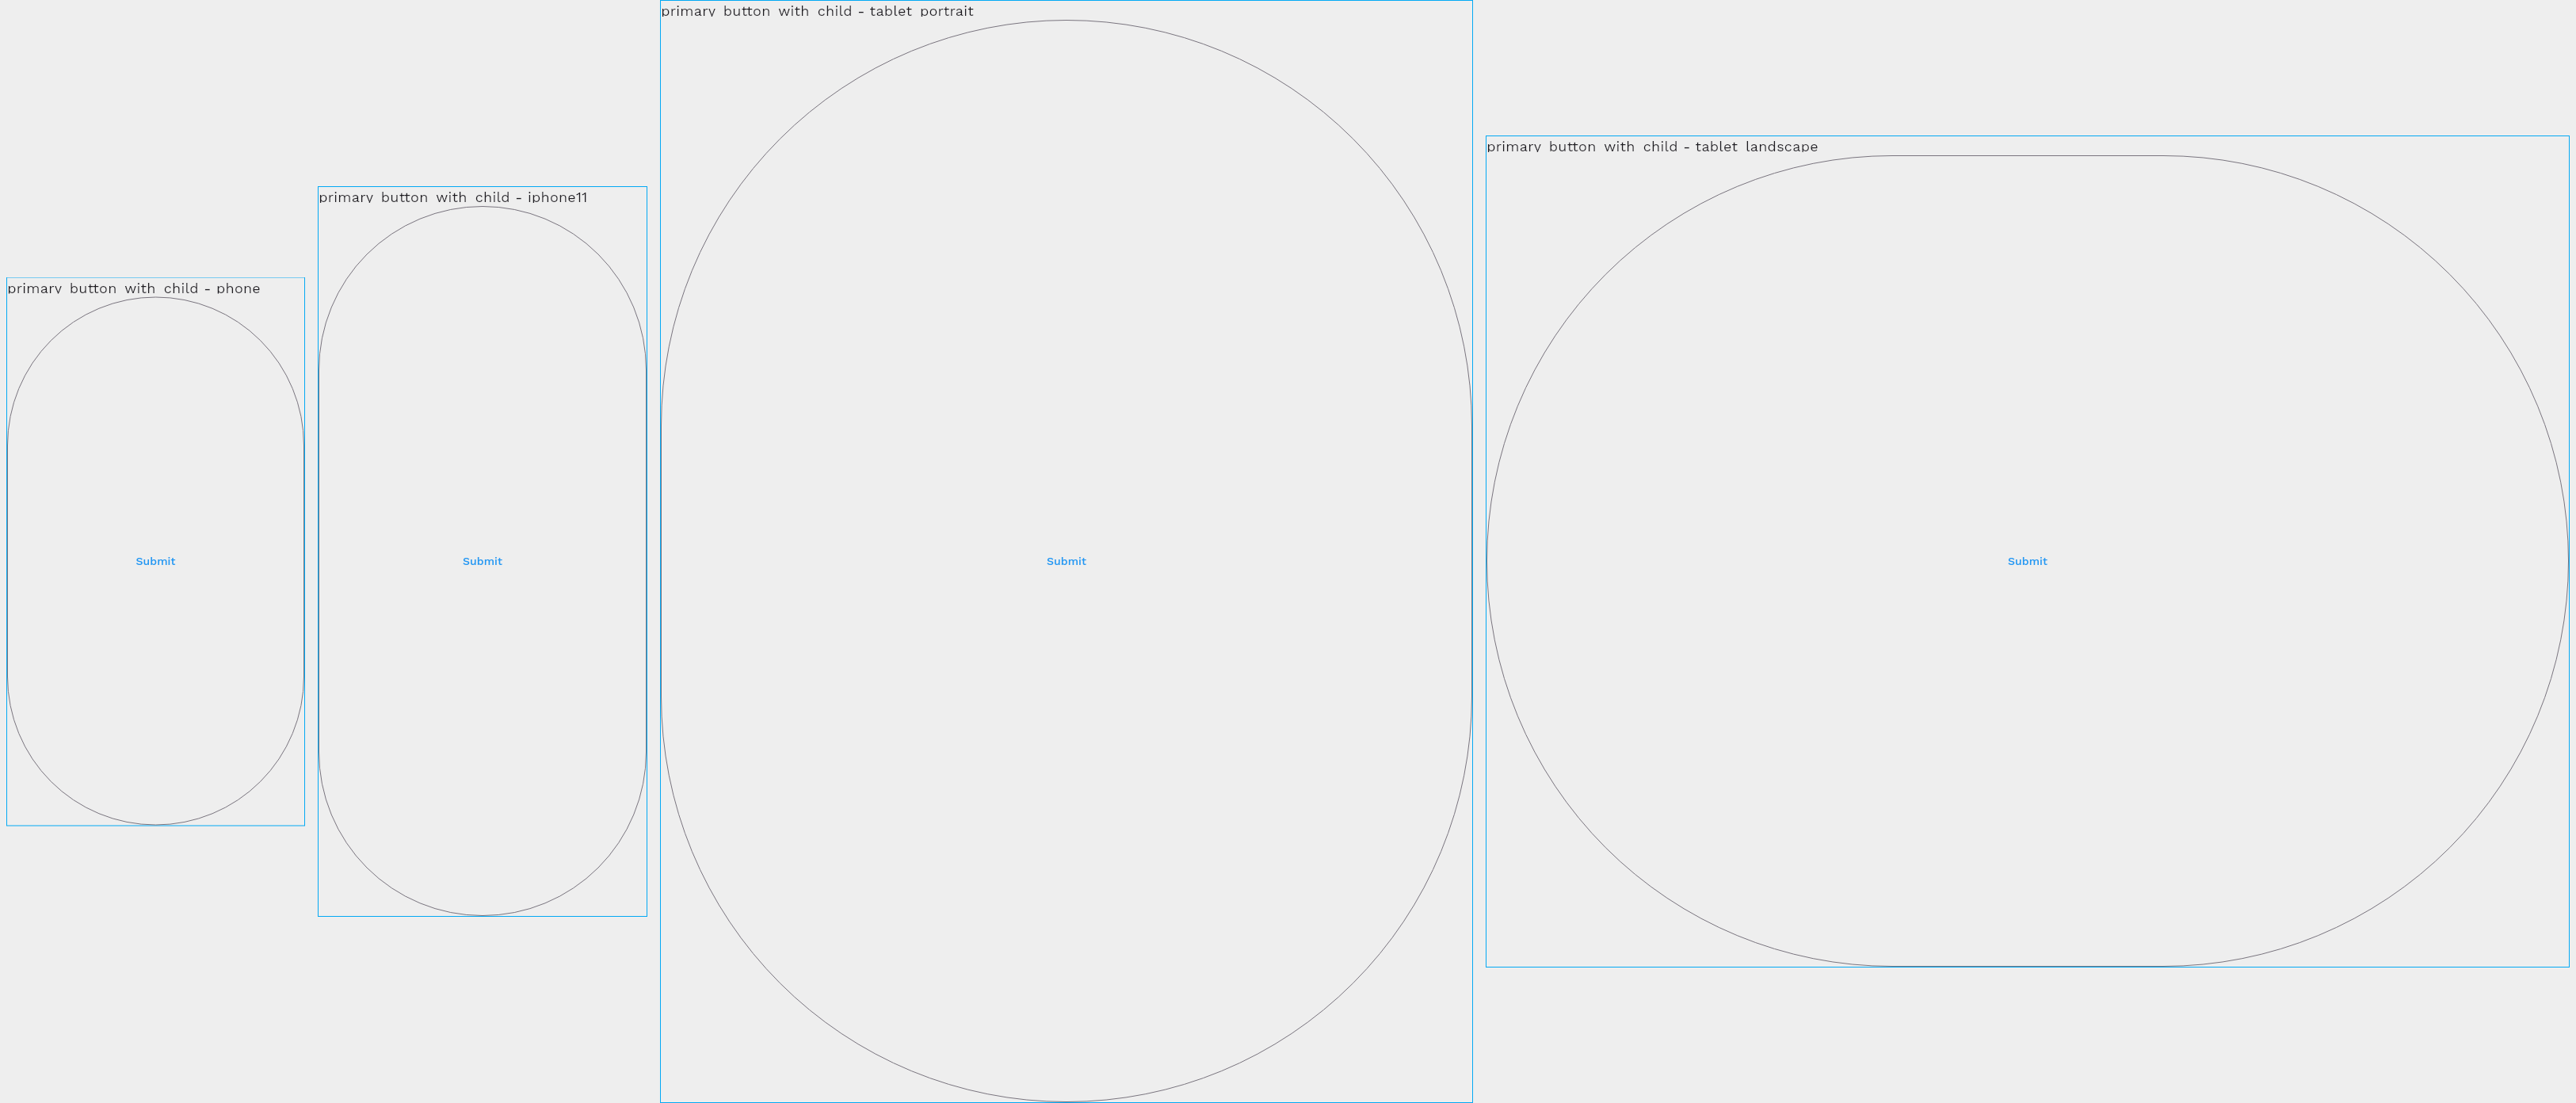 primary button with child - phone
Submit
primary button with child - iphone11
Submit
primary button with child - tablet portrait
Submit
primary button with child - tablet landscape
Submit